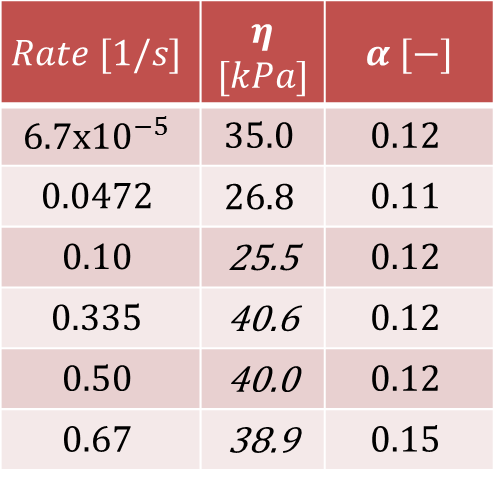 Rate [1/s] η [kPa] α [−]
6.7x10⁻⁵ 35.0 0.12
0.0472 26.8 0.11
0.10 25.5 0.12
0.335 40.6 0.12
0.50 40.0 0.12
0.67 38.9 0.15